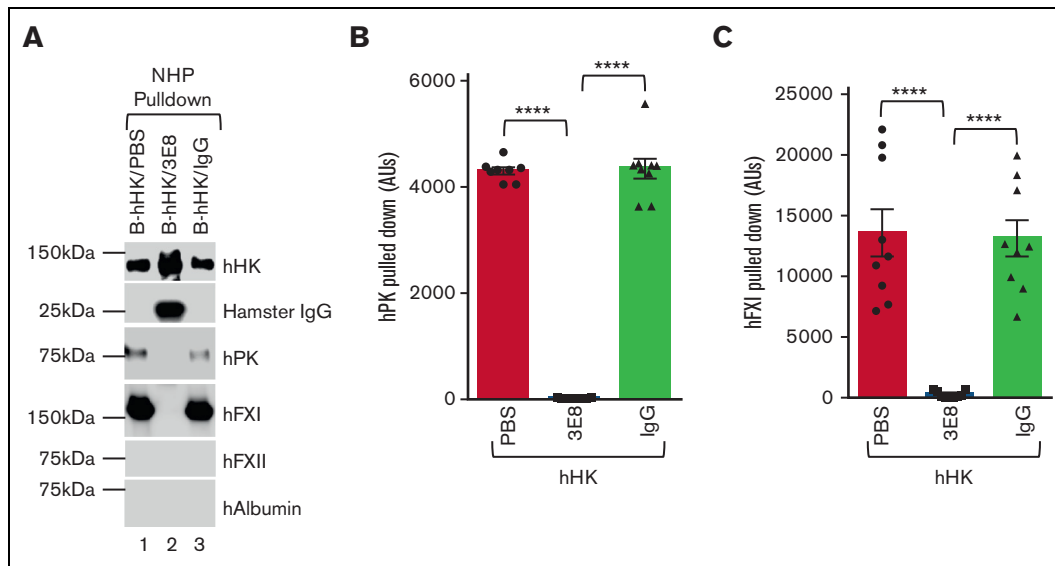 A
NHP
Pulldown
B-hHK/PBS
B-hHK/3E8
B-hHK/IgG
150kDa
hHK
25kDa
Hamster IgG
75kDa
hPK
150kDa
hFXI
75kDa
hFXII
75kDa
hAlbumin
1 2 3
B
hPK pulled down (AUs)
6000
4000
2000
0
****
****
PBS
3E8
IgG
hHK
C
hFXI pulled down (AUs)
25000
20000
15000
10000
5000
0
****
****
PBS
3E8
IgG
hHK